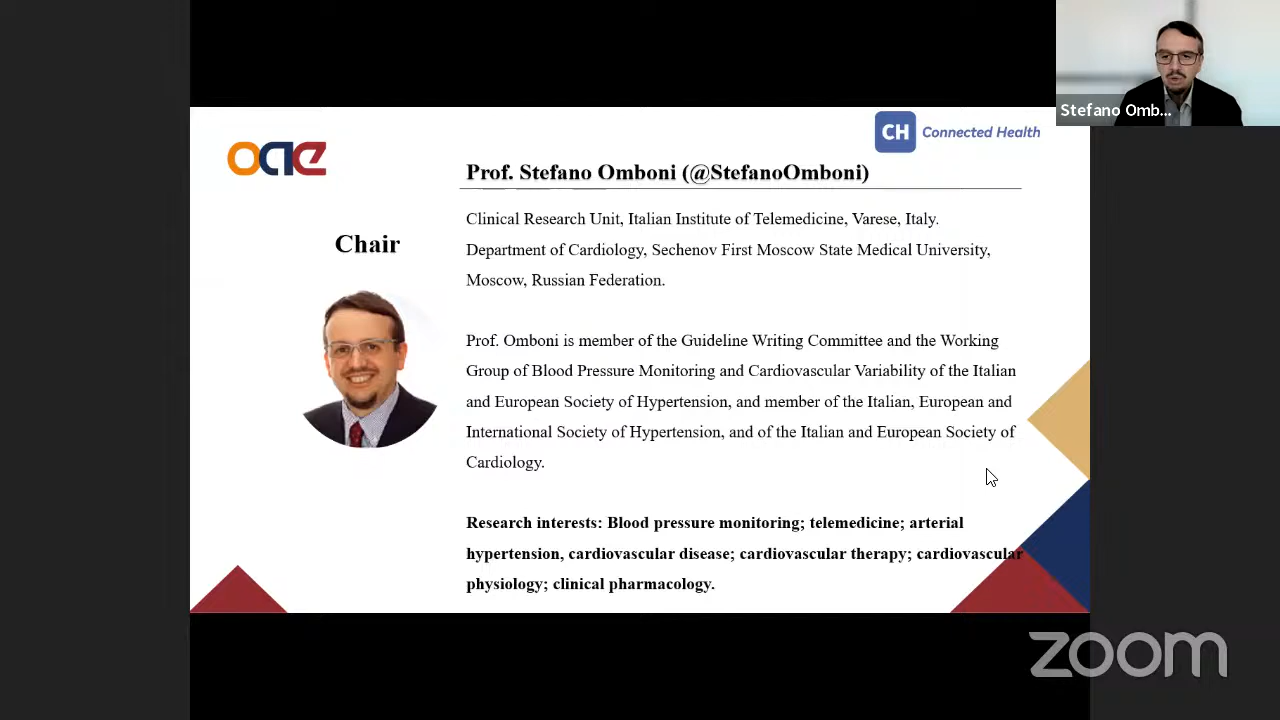 Stefano Omb...
oae
CH Connected Health
Prof. Stefano Omboni (@StefanoOmboni)
Clinical Research Unit, Italian Institute of Telemedicine, Varese, Italy.
Department of Cardiology, Sechenov First Moscow State Medical University,
Moscow, Russian Federation.
Chair
Prof. Omboni is member of the Guideline Writing Committee and the Working
Group of Blood Pressure Monitoring and Cardiovascular Variability of the Italian
and European Society of Hypertension, and member of the Italian, European and
International Society of Hypertension, and of the Italian and European Society of
Cardiology.
Research interests: Blood pressure monitoring; telemedicine; arterial
hypertension, cardiovascular disease; cardiovascular therapy; cardiovascular
physiology; clinical pharmacology.
zoom